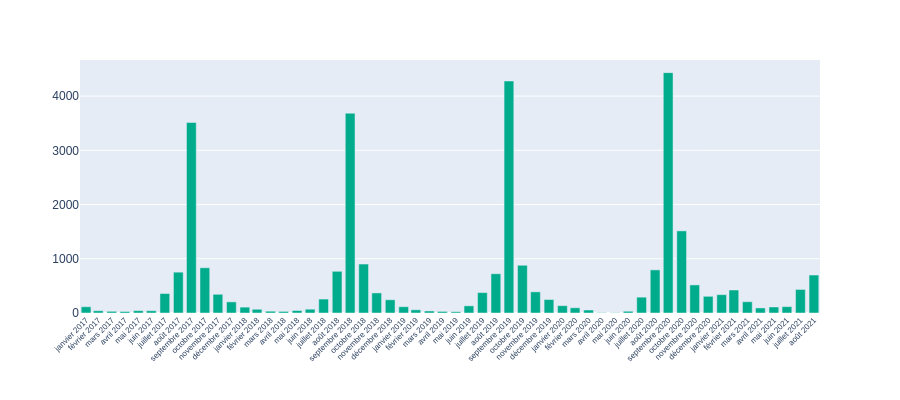 4000
3000
2000
1000
0
janvier 2017
février 2017
mars 2017
avril 2017
mai 2017
juin 2017
juillet 2017
août 2017
septembre 2017
octobre 2017
novembre 2017
décembre 2017
janvier 2018
février 2018
mars 2018
avril 2018
mai 2018
juin 2018
juillet 2018
août 2018
septembre 2018
octobre 2018
novembre 2018
décembre 2018
janvier 2019
février 2019
mars 2019
avril 2019
mai 2019
juin 2019
juillet 2019
août 2019
septembre 2019
octobre 2019
novembre 2019
décembre 2019
janvier 2020
février 2020
mars 2020
avril 2020
mai 2020
juin 2020
juillet 2020
août 2020
septembre 2020
octobre 2020
novembre 2020
décembre 2020
janvier 2021
février 2021
mars 2021
avril 2021
mai 2021
juin 2021
juillet 2021
août 2021